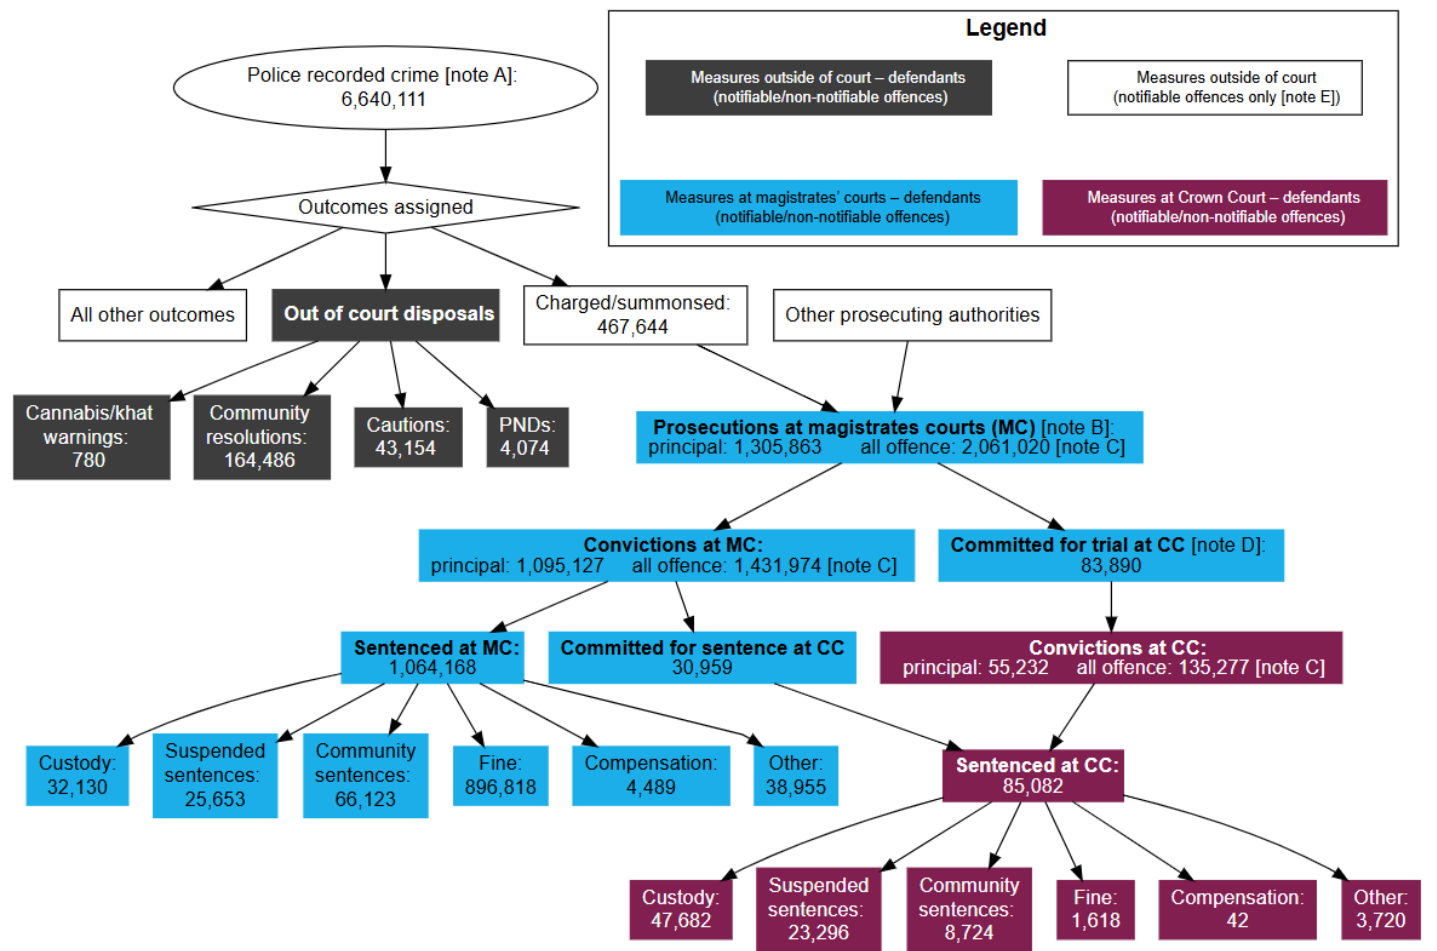 Legend
Police recorded crime [note A]:
6,640,111
Measures outside of court – defendants
(notifiable/non-notifiable offences)
Measures outside of court
(notifiable offences only [note E])
Measures at magistrates' courts – defendants
(notifiable/non-notifiable offences)
Measures at Crown Court – defendants
(notifiable/non-notifiable offences)
Outcomes assigned
All other outcomes
Out of court disposals
Charged/summonsed:
467,644
Other prosecuting authorities
Cannabis/khat
warnings:
780
Community
resolutions:
164,486
Cautions:
43,154
PNDs:
4,074
Prosecutions at magistrates courts (MC) [note B]:
principal: 1,305,863 all offence: 2,061,020 [note C]
Convictions at MC:
principal: 1,095,127 all offence: 1,431,974 [note C]
Committed for trial at CC [note D]:
83,890
Sentenced at MC:
1,064,168
Committed for sentence at CC
30,959
Convictions at CC:
principal: 55,232 all offence: 135,277 [note C]
Custody:
32,130
Suspended
sentences:
25,653
Community
sentences:
66,123
Fine:
896,818
Compensation:
4,489
Other:
38,955
Sentenced at CC:
85,082
Custody:
47,682
Suspended
sentences:
23,296
Community
sentences:
8,724
Fine:
1,618
Compensation:
42
Other:
3,720